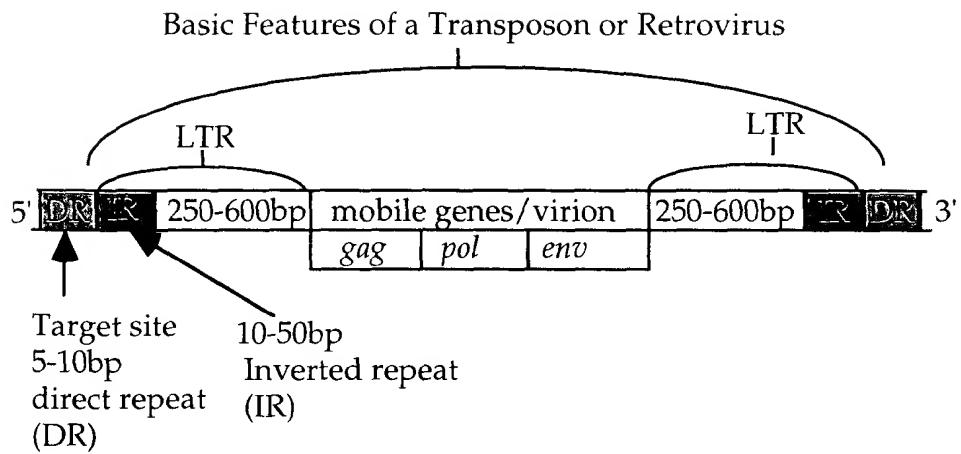 Basic Features of a Transposon or Retrovirus
LTR
LTR
5' DR IR 250-600bp mobile genes/virion 250-600bp IR DR 3'
gag pol env
Target site
5-10bp
direct repeat
(DR)
10-50bp
Inverted repeat
(IR)